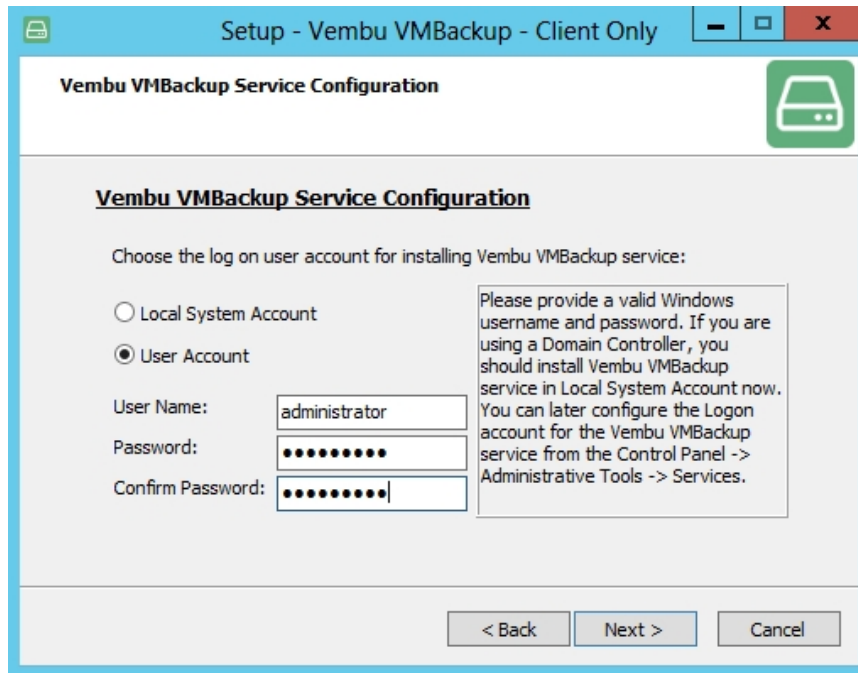 Setup - Vembu VMBackup - Client Only
Vembu VMBackup Service Configuration
Vembu VMBackup Service Configuration
Choose the log on user account for installing Vembu VMBackup service:
Local System Account
User Account
User Name:
administrator
Password:
●●●●●●●●●
Confirm Password:
●●●●●●●●●
Please provide a valid Windows
username and password. If you are
using a Domain Controller, you
should install Vembu VMBackup
service in Local System Account now.
You can later configure the Logon
account for the Vembu VMBackup
service from the Control Panel ->
Administrative Tools -> Services.
< Back
Next >
Cancel